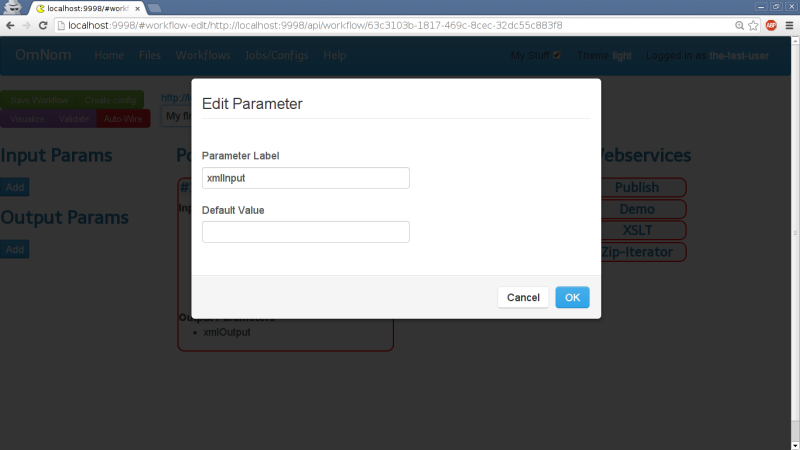 localhost:9998/#workf
localhost:9998/#workflow-edit/http://localhost:9998/api/workflow/63c3103b-1817-469c-8cec-32dc55c883f8
ABP
OmNom Home Files Workflows Jobs/Configs Help My Stuff Theme light Logged in as the-test-user
Save Workflow Create config
Visualize Validate Auto-Wire
http://l
My fi
Input Params
Add
Output Params
Add
Edit Parameter
Parameter Label
xmlInput
Default Value
Cancel OK
Output Parameters
xmlOutput
Webservices
Publish
Demo
XSLT
Zip-Iterator